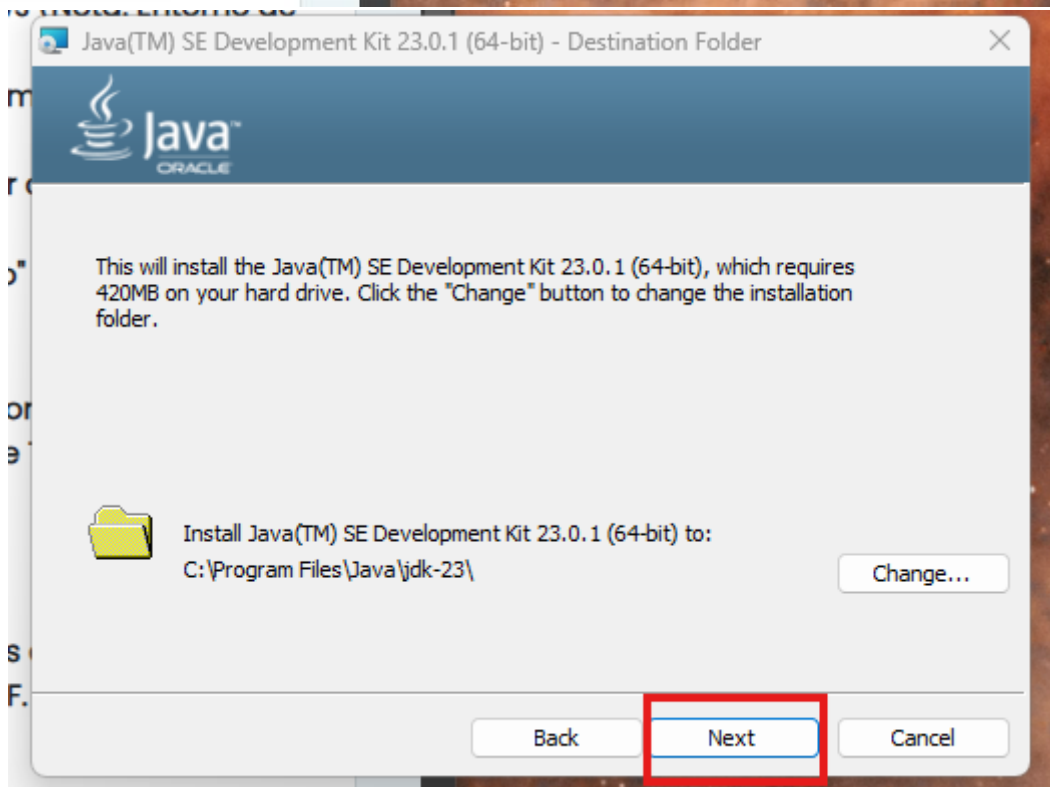 Java(TM) SE Development Kit 23.0.1 (64-bit) - Destination Folder
Java™
ORACLE
This will install the Java(TM) SE Development Kit 23.0.1 (64-bit), which requires
420MB on your hard drive. Click the "Change" button to change the installation
folder.
Install Java(TM) SE Development Kit 23.0.1 (64-bit) to:
C:\Program Files\Java\jdk-23\
Change...
Back
Next
Cancel